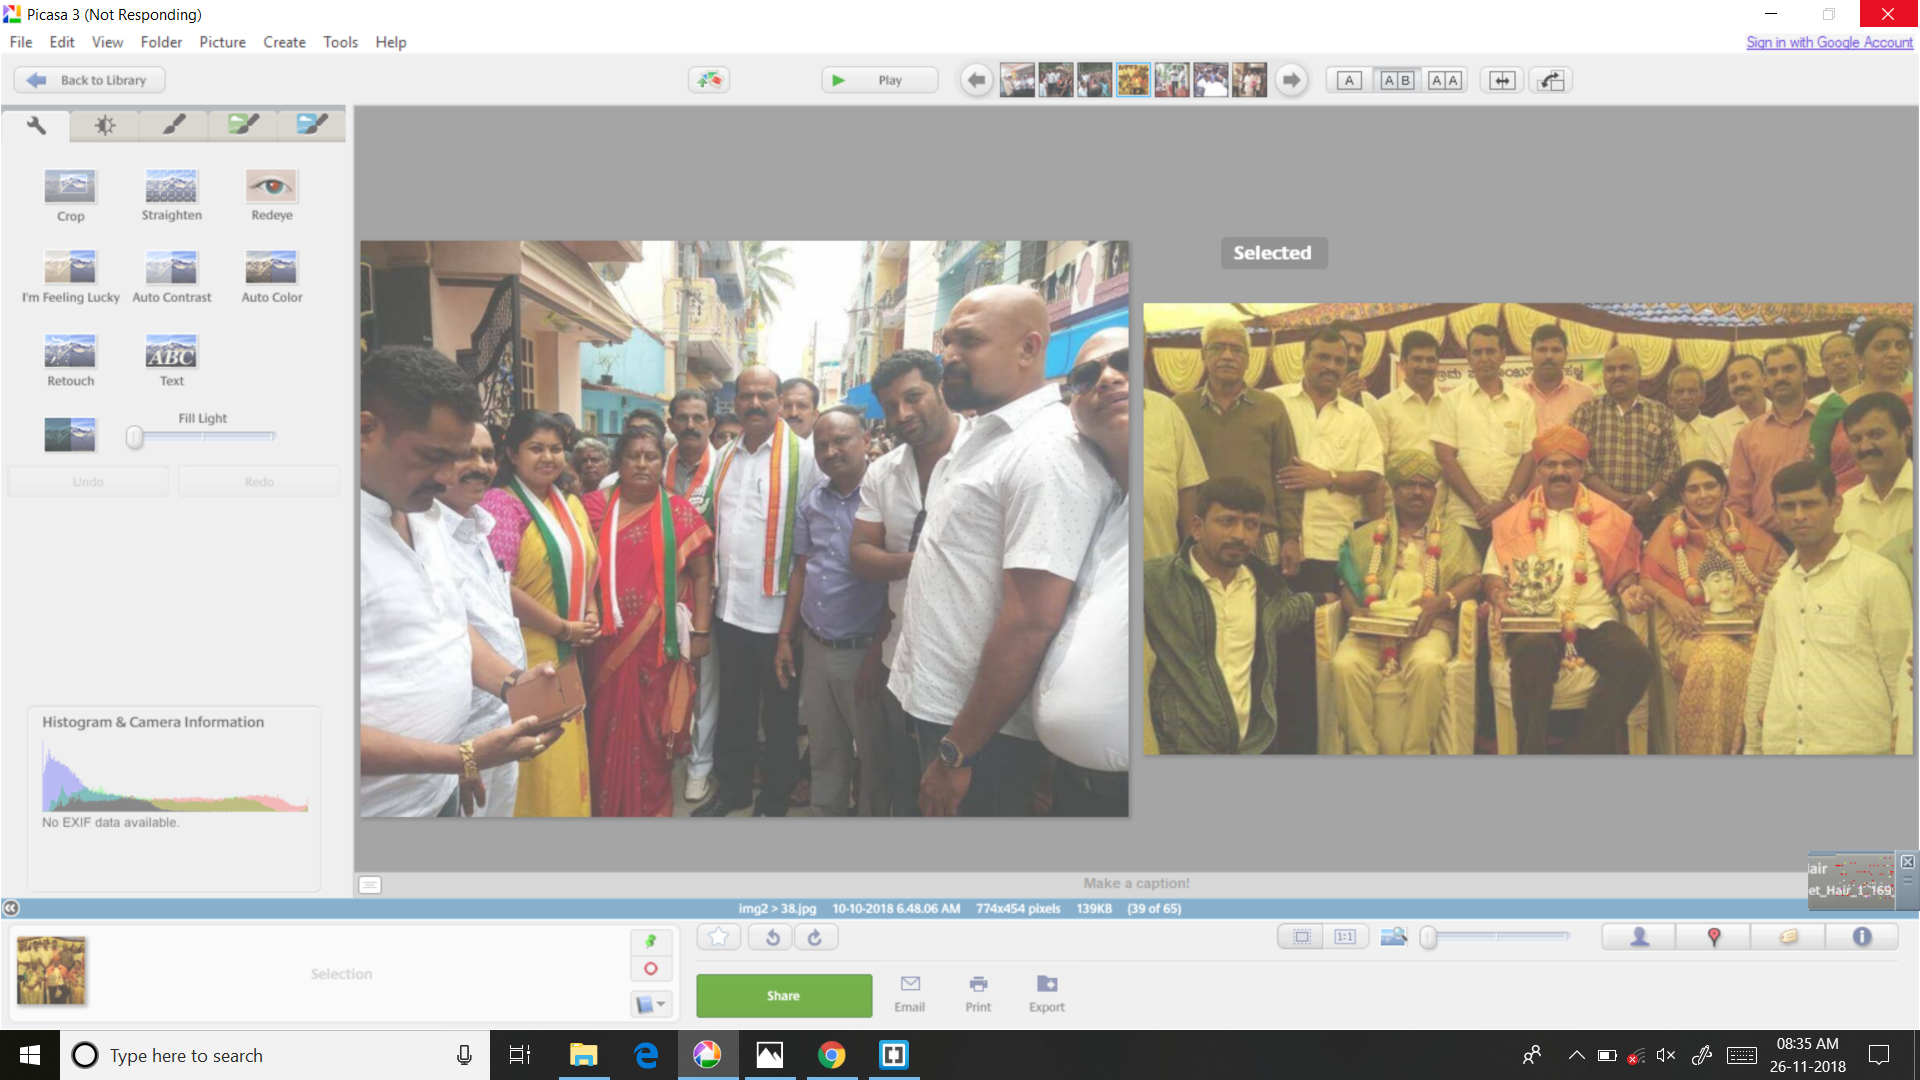 Picasa 3 (Not Responding)
File Edit View Folder Picture Create Tools Help
Sign in with Google Account
Back to Library
Play
A
A B
A A
Crop
Straighten
Redeye
I'm Feeling Lucky
Auto Contrast
Auto Color
Retouch
ABC
Text
Fill Light
Undo
Redo
Selected
Histogram & Camera Information
No EXIF data available.
Make a caption!
img2 > 38.jpg 10-10-2018 6.48.06 AM 774x454 pixels 139KB (39 of 65)
Selection
1:1
Share
Email
Print
Export
Type here to search
08:35 AM
26-11-2018